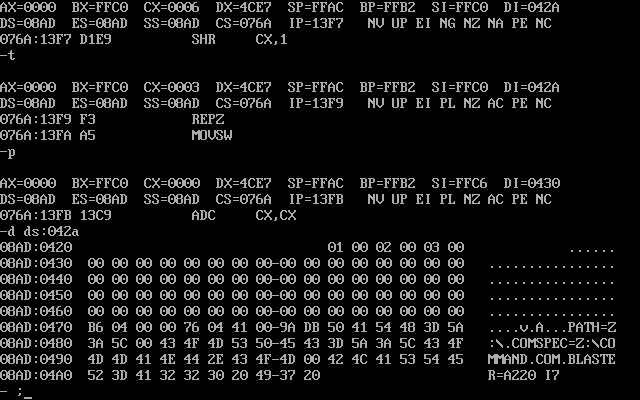 AX=0000  BX=FFC0  CX=0006  DX=4CE7  SP=FFAC  BP=FFB2  SI=FFC0  DI=042A
DS=08AD  ES=08AD  SS=08AD  CS=076A  IP=13F7   NV UP EI NG NZ NA PE NC
076A:13F7 D1E9          SHR     CX,1
-t

AX=0000  BX=FFC0  CX=0003  DX=4CE7  SP=FFAC  BP=FFB2  SI=FFC0  DI=042A
DS=08AD  ES=08AD  SS=08AD  CS=076A  IP=13F9   NV UP EI PL NZ AC PE NC
076A:13F9 F3            REPZ
076A:13FA A5            MOVSW
-p

AX=0000  BX=FFC0  CX=0000  DX=4CE7  SP=FFAC  BP=FFB2  SI=FFC6  DI=0430
DS=08AD  ES=08AD  SS=08AD  CS=076A  IP=13FB   NV UP EI PL NZ AC PE NC
076A:13FB 13C9          ADC     CX,CX
-d ds:042a
08AD:0420                                01 00 02 00 03 00             ......
08AD:0430  00 00 00 00 00 00 00 00-00 00 00 00 00 00 00 00   ................
08AD:0440  00 00 00 00 00 00 00 00-00 00 00 00 00 00 00 00   ................
08AD:0450  00 00 00 00 00 00 00 00-00 00 00 00 00 00 00 00   ................
08AD:0460  00 00 00 00 00 00 00 00-00 00 00 00 00 00 00 00   ................
08AD:0470  B6 04 00 00 76 04 41 00-9A DB 50 41 54 48 3D 5A   ....v.A...PATH=Z
08AD:0480  3A 5C 00 43 4F 4D 53 50-45 43 3D 5A 3A 5C 43 4F   :\.COMSPEC=Z:\CO
08AD:0490  4D 4D 41 4E 44 2E 43 4F-4D 00 42 4C 41 53 54 45   MMAND.COM.BLASTE
08AD:04A0  52 3D 41 32 32 30 20 49-37 20                     R=A220 I7
- ;_